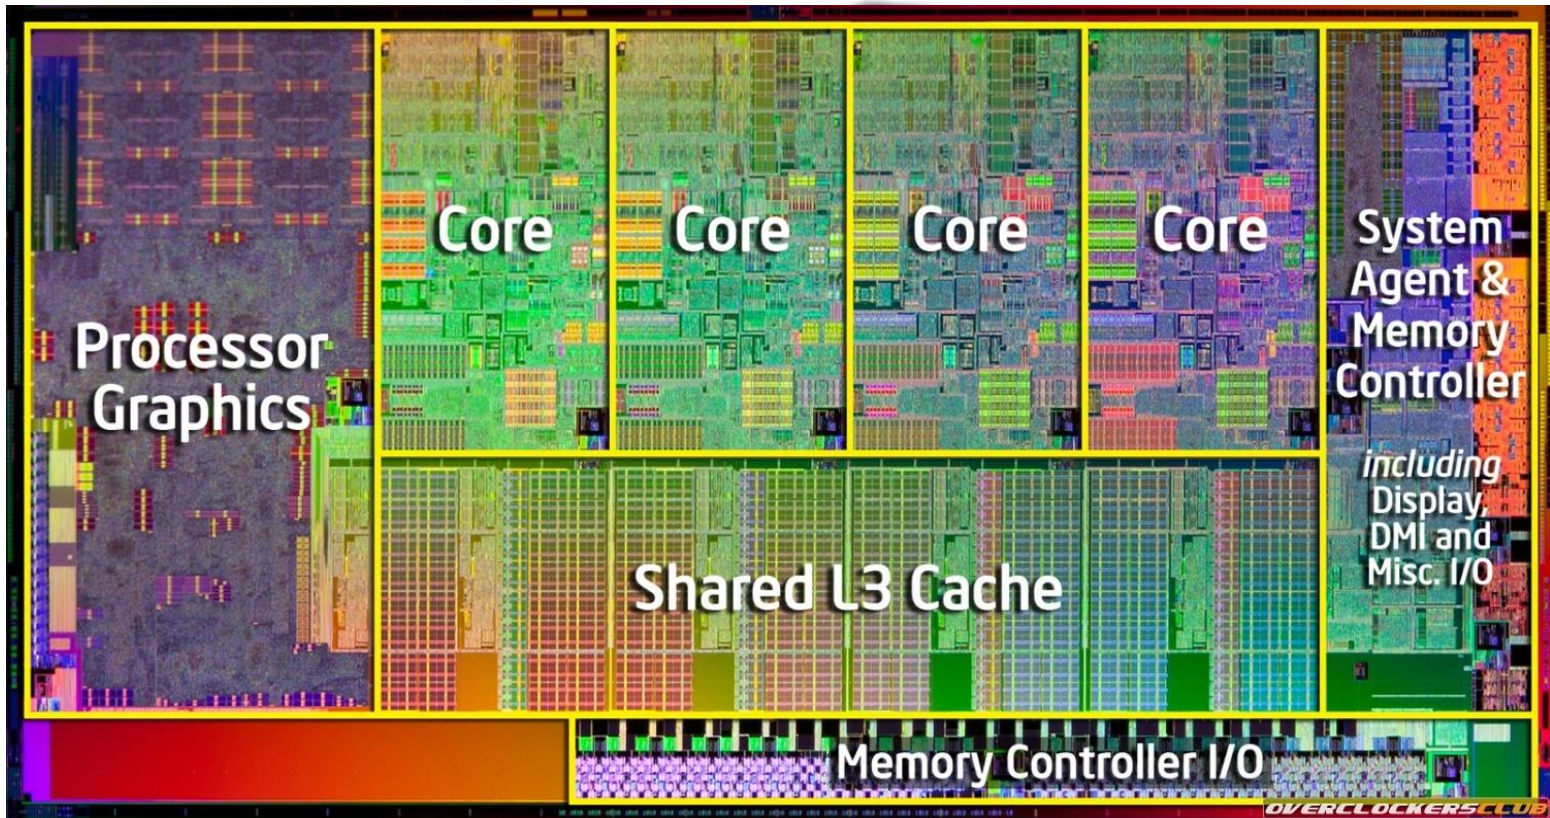 Processor
Graphics
Core
Core
Core
Core
System
Agent &
Memory
Controller
including
Display,
DMI and
Misc. I/O
Shared L3 Cache
Memory Controller I/O
OVERCLOCKERSCLUB